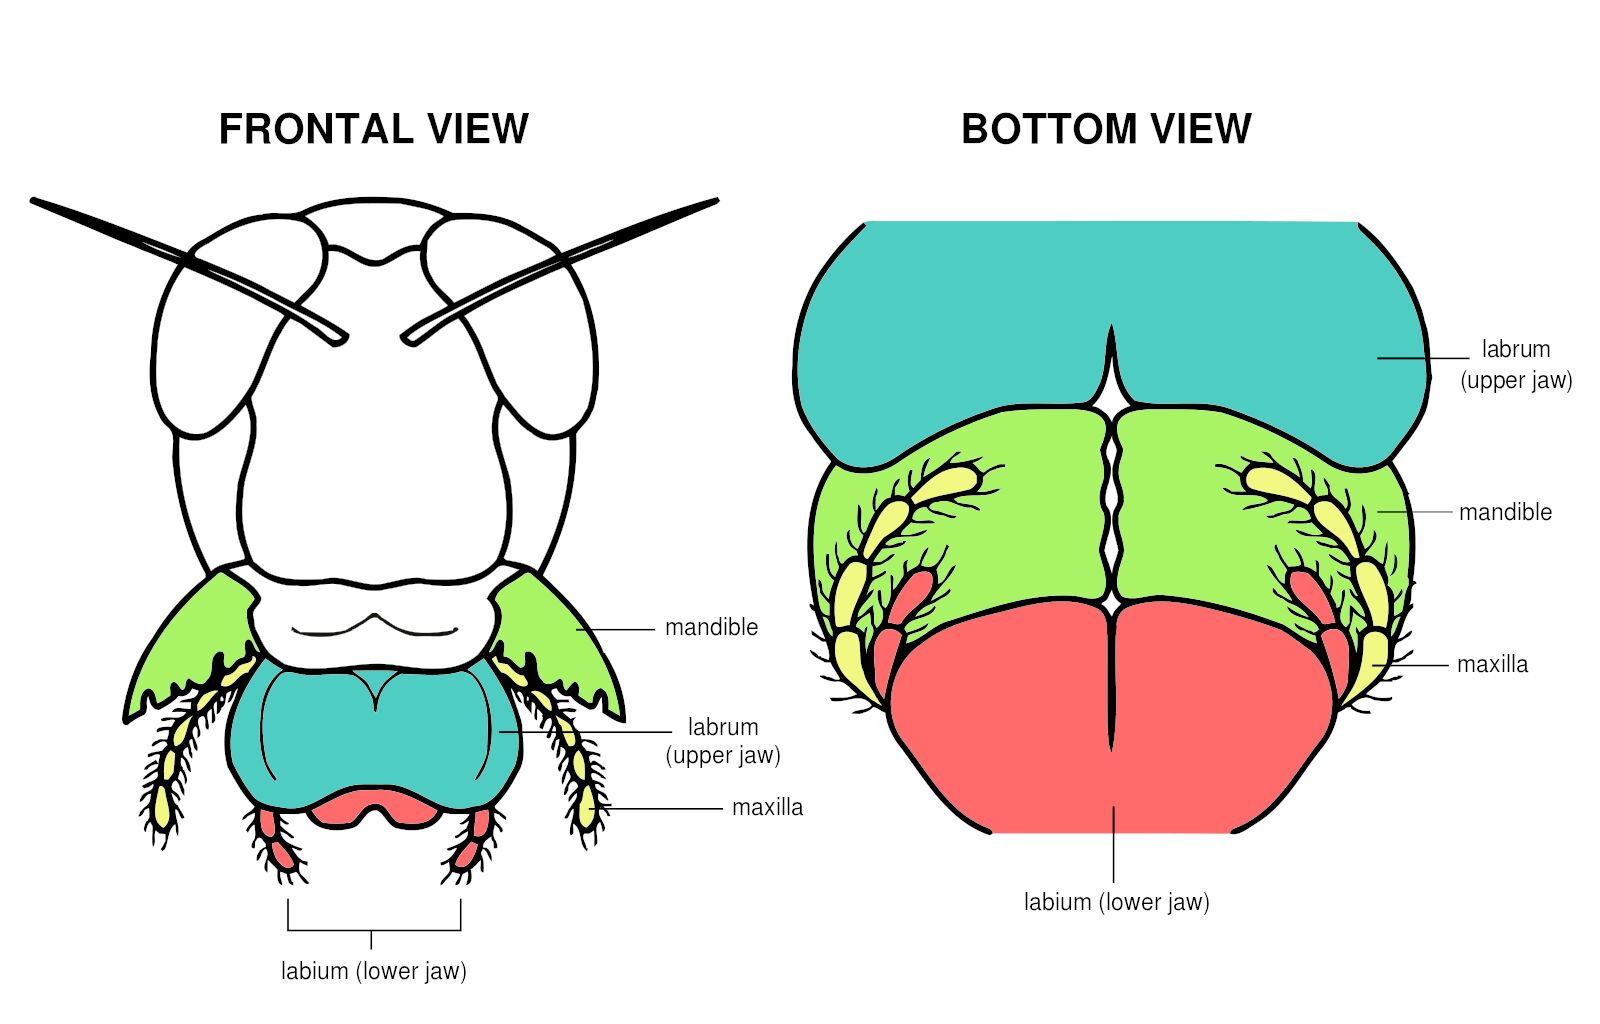 FRONTAL VIEW
mandible
labrum
(upper jaw)
maxilla
labium (lower jaw)
BOTTOM VIEW
labrum
(upper jaw)
mandible
maxilla
labium (lower jaw)